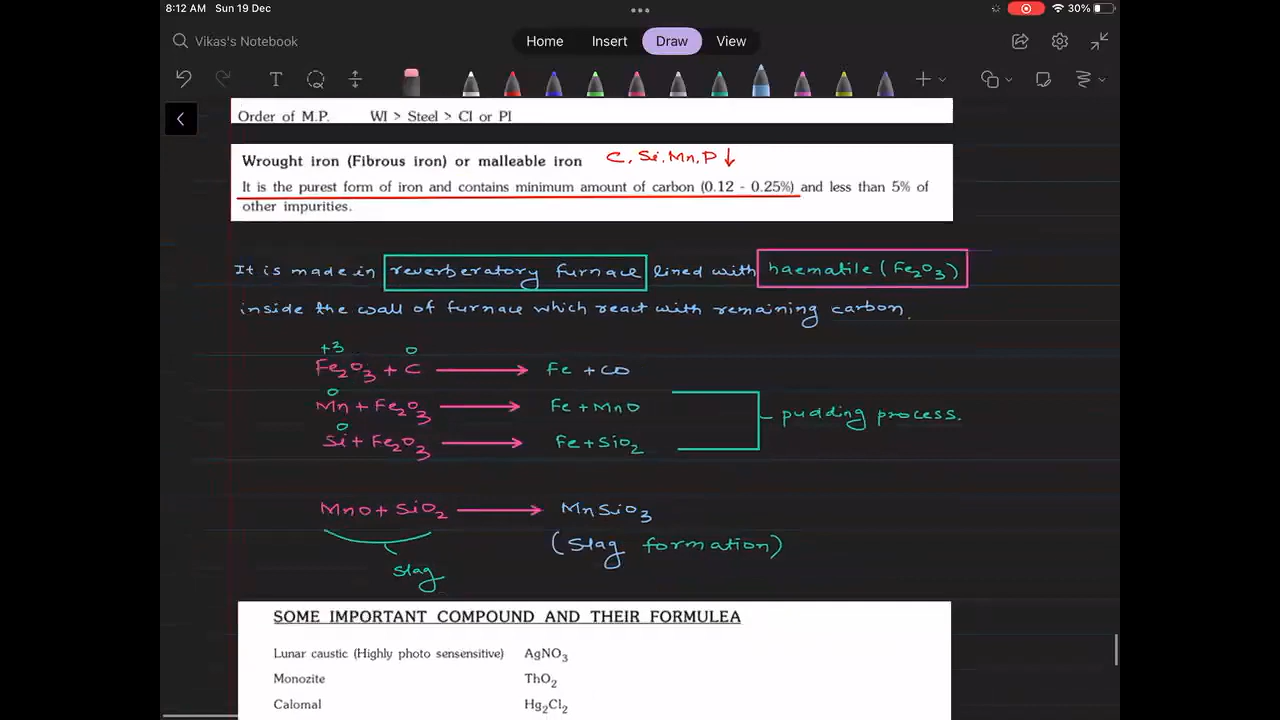 8:12 AM Sun 19 Dec
30%
Vikas's Notebook
Home Insert Draw View
Order of M.P. WI > Steel > CI or PI
Wrought iron (Fibrous iron) or malleable iron C, Si, Mn, P ↓
It is the purest form of iron and contains minimum amount of carbon (0.12 - 0.25%) and less than 5% of
other impurities.
It is made in reverberatory furnace lined with haematile (Fe₂O₃)
inside the wall of furnace which react with remaining carbon.
+3 0
Fe₂O₃ + C ⟶ Fe + CO
0
Mn + Fe₂O₃ ⟶ Fe + MnO
pudding process.
0
Si + Fe₂O₃ ⟶ Fe + SiO₂
MnO + SiO₂ ⟶ MnSiO₃
(Slag formation)
slag
SOME IMPORTANT COMPOUND AND THEIR FORMULEA
Lunar caustic (Highly photo sensensitive) AgNO₃
Monozite ThO₂
Calomal Hg₂Cl₂